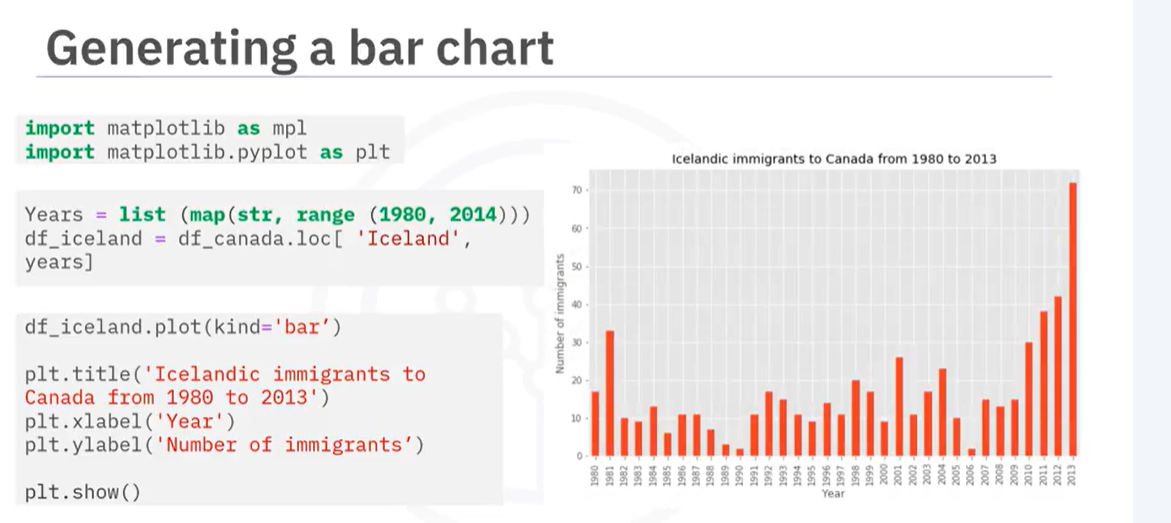 Generating a bar chart
import matplotlib as mpl
import matplotlib.pyplot as plt
Years = list (map(str, range (1980, 2014)))
df_iceland = df_canada.loc[ 'Iceland',
years]
df_iceland.plot(kind='bar’)
plt.title('Icelandic immigrants to
Canada from 1980 to 2013')
plt.xlabel('Year')
plt.ylabel('Number of immigrants’)
plt.show()
Icelandic immigrants to Canada from 1980 to 2013
Number of immigrants
70
60
50
40
30
20
10
0
1980 1981 1982 1983 1984 1985 1986 1987 1988 1989 1990 1991 1992 1993 1994 1995 1996 1997 1998 1999 2000 2001 2002 2003 2004 2005 2006 2007 2008 2009 2010 2011 2012 2013
Year